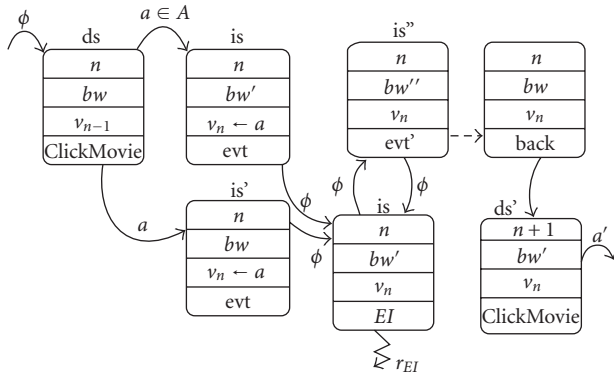 ϕ
ds
n
bw
v_{n−1}
ClickMovie
a ∈ A
is
n
bw'
v_n ← a
evt
a
is'
n
bw
v_n ← a
evt
ϕ
ϕ
is''
n
bw''
v_n
evt'
ϕ
ϕ
is
n
bw'
v_n
EI
r_{EI}
n
bw
v_n
back
ds'
n + 1
bw'
v_n
ClickMovie
a'